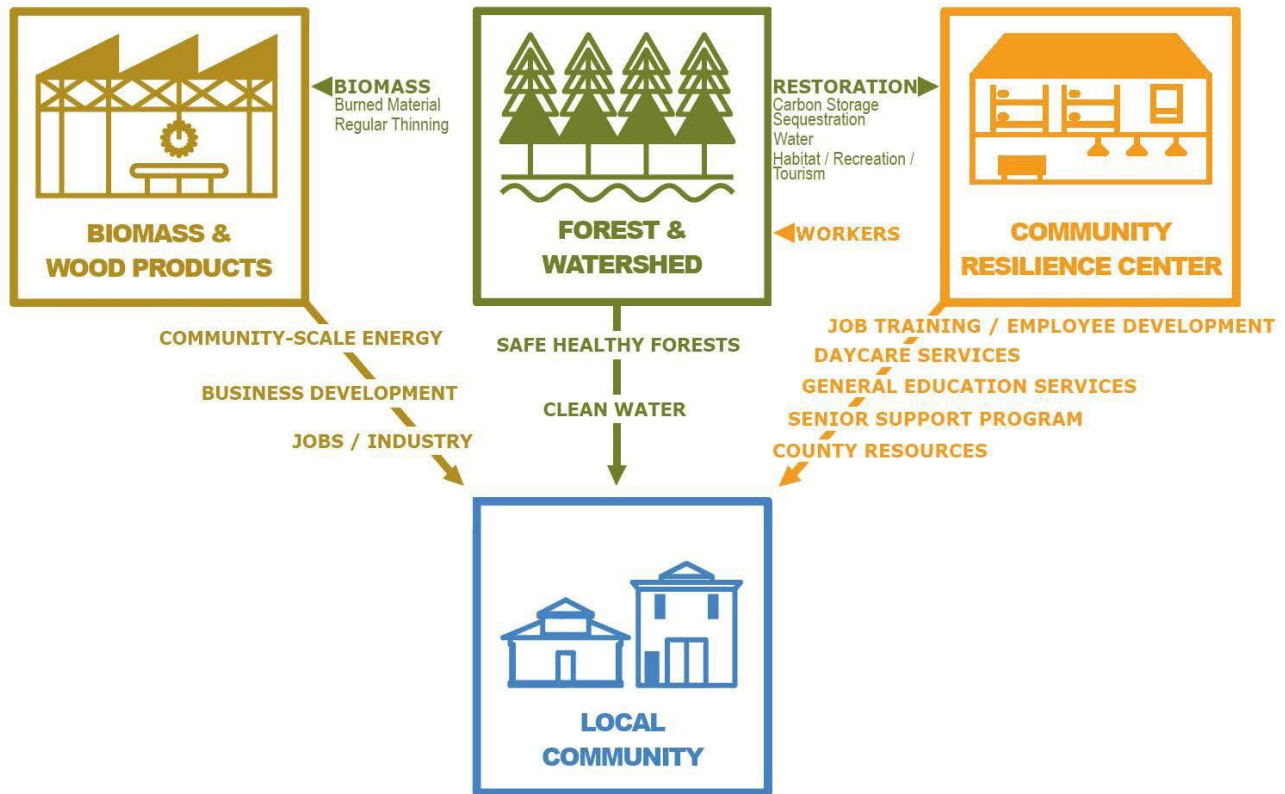 BIOMASS
Burned Material
Regular Thinning
RESTORATION
Carbon Storage
Sequestration
Water
Habitat / Recreation /
Tourism
WORKERS
BIOMASS &
WOOD PRODUCTS
FOREST &
WATERSHED
COMMUNITY
RESILIENCE CENTER
COMMUNITY-SCALE ENERGY
BUSINESS DEVELOPMENT
JOBS / INDUSTRY
SAFE HEALTHY FORESTS
CLEAN WATER
JOB TRAINING / EMPLOYEE DEVELOPMENT
DAYCARE SERVICES
GENERAL EDUCATION SERVICES
SENIOR SUPPORT PROGRAM
COUNTY RESOURCES
LOCAL
COMMUNITY